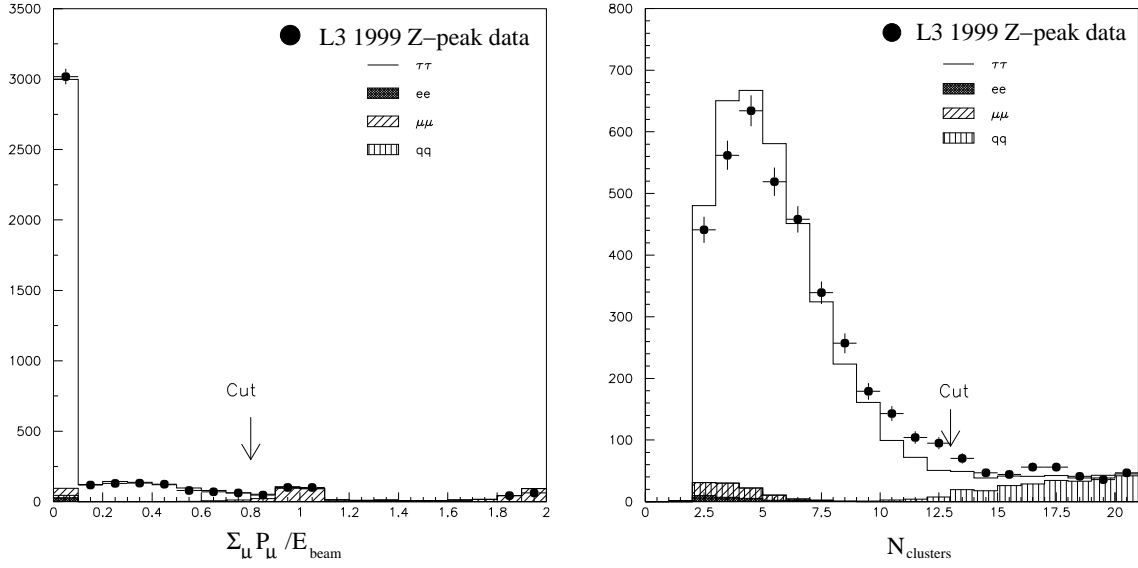 3500
3000
2500
2000
1500
1000
500
0
L3 1999 Z−peak data
ττ
ee
μμ
qq
Cut
0 0.2 0.4 0.6 0.8 1 1.2 1.4 1.6 1.8 2
Σμ Pμ /E beam
800
700
600
500
400
300
200
100
0
L3 1999 Z−peak data
ττ
ee
μμ
qq
Cut
0 2.5 5 7.5 10 12.5 15 17.5 20
N clusters